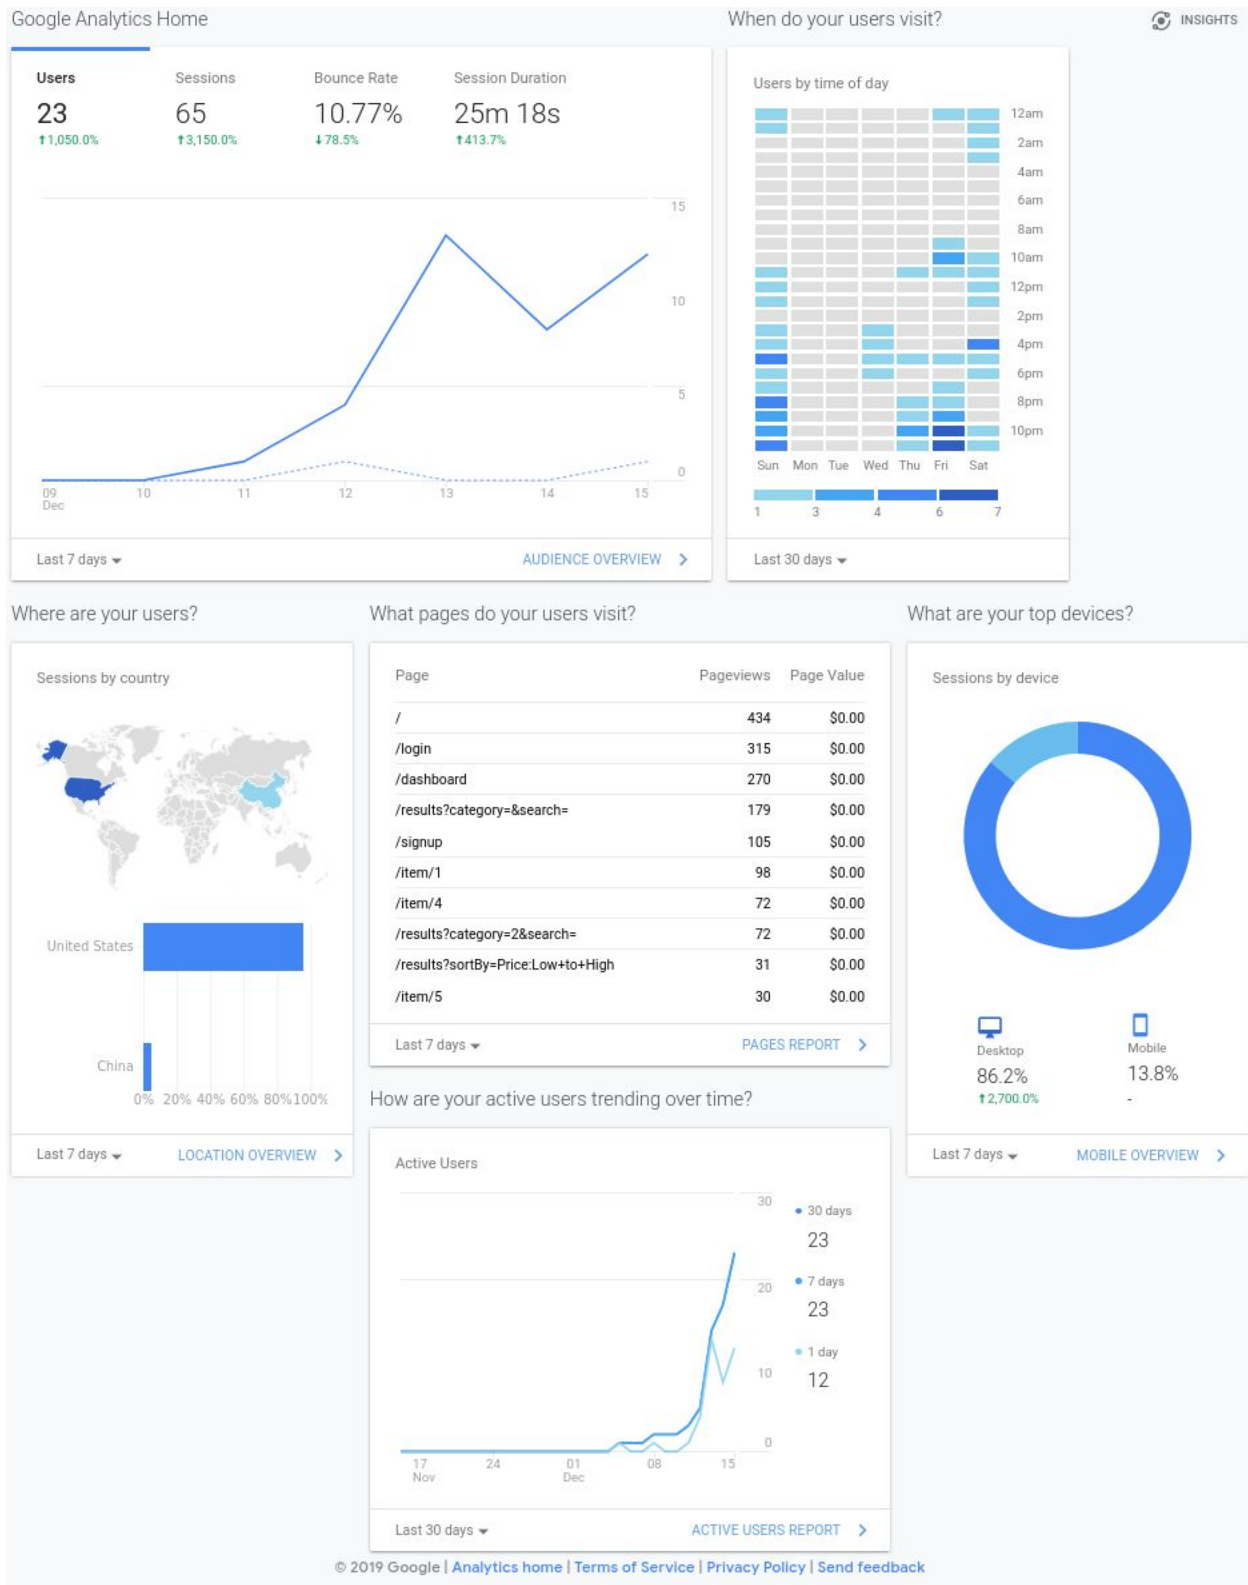 Google Analytics Home
When do your users visit?
INSIGHTS
Users
Sessions
Bounce Rate
Session Duration
23
65
10.77%
25m 18s
↑1,050.0%
↑3,150.0%
↓78.5%
↑413.7%
15
10
5
0
09
Dec
10
11
12
13
14
15
Last 7 days
AUDIENCE OVERVIEW
Users by time of day
12am
2am
4am
6am
8am
10am
12pm
2pm
4pm
6pm
8pm
10pm
Sun Mon Tue Wed Thu Fri Sat
1 3 4 6 7
Last 30 days
Where are your users?
Sessions by country
United States
China
0% 20% 40% 60% 80% 100%
Last 7 days
LOCATION OVERVIEW
What pages do your users visit?
Page Pageviews Page Value
/ 434 $0.00
/login 315 $0.00
/dashboard 270 $0.00
/results?category=&search= 179 $0.00
/signup 105 $0.00
/item/1 98 $0.00
/item/4 72 $0.00
/results?category=2&search= 72 $0.00
/results?sortBy=Price:Low+to+High 31 $0.00
/item/5 30 $0.00
Last 7 days
PAGES REPORT
What are your top devices?
Sessions by device
Desktop
86.2%
↑2,700.0%
Mobile
13.8%
-
Last 7 days
MOBILE OVERVIEW
How are your active users trending over time?
Active Users
30
20
10
0
17
Nov
24
01
Dec
08
15
30 days
23
7 days
23
1 day
12
Last 30 days
ACTIVE USERS REPORT
© 2019 Google | Analytics home | Terms of Service | Privacy Policy | Send feedback